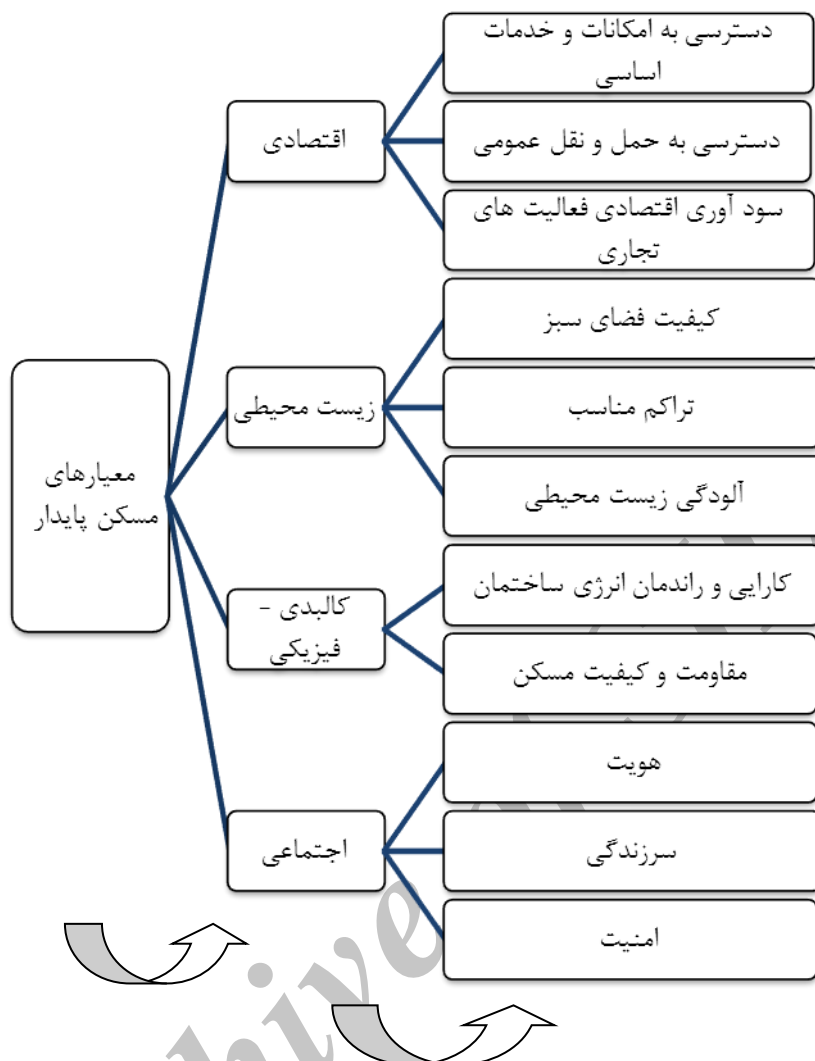 معیارهای
مسکن پایدار
اقتصادی
دسترسی به امکانات و خدمات
اساسی
دسترسی به حمل و نقل عمومی
سود آوری اقتصادی فعالیت های
تجاری
زیست محیطی
کیفیت فضای سبز
تراکم مناسب
آلودگی زیست محیطی
کالبدی -
فیزیکی
کارایی و راندمان انرژی ساختمان
مقاومت و کیفیت مسکن
اجتماعی
هویت
سرزندگی
امنیت